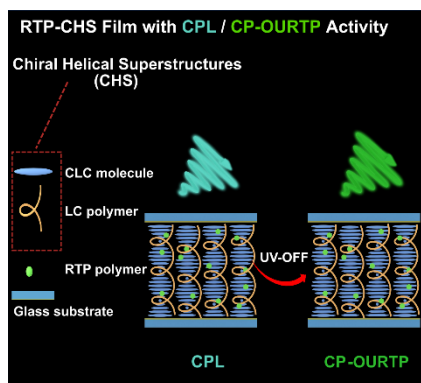 RTP-CHS Film with CPL / CP-OURTP Activity
Chiral Helical Superstructures
(CHS)
CLC molecule
LC polymer
RTP polymer
Glass substrate
UV-OFF
CPL
CP-OURTP